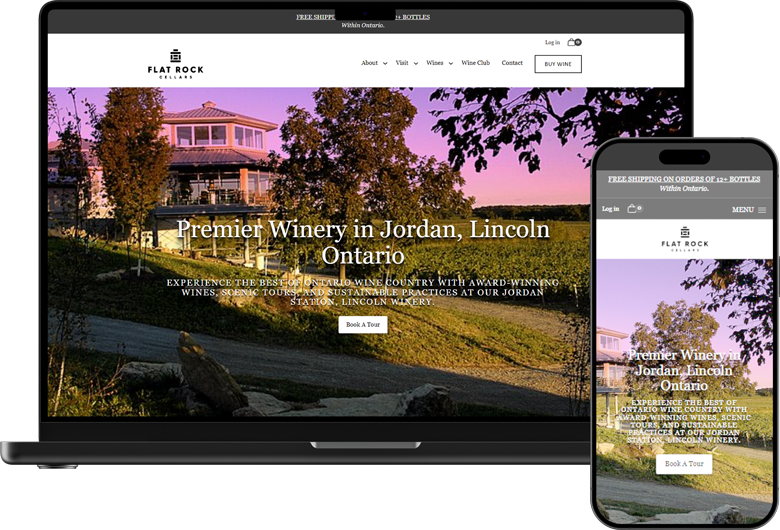 FREE SHIPP 12+ BOTTLES
Within Ontario.
Log in 0
FLAT ROCK
CELLARS
About Visit Wines Wine Club Contact BUY WINE
Premier Winery in Jordan, Lincoln
Ontario
EXPERIENCE THE BEST OF ONTARIO WINE COUNTRY WITH AWARD-WINNING
WINES, SCENIC TOURS, AND SUSTAINABLE PRACTICES AT OUR JORDAN
STATION, LINCOLN WINERY.
Book A Tour
FREE SHIPPING ON ORDERS OF 12+ BOTTLES
Within Ontario.
Log in 0 MENU
FLAT ROCK
CELLARS
Premier Winery in
Jordan, Lincoln
Ontario
EXPERIENCE THE BEST OF
ONTARIO WINE COUNTRY WITH
AWARD-WINNING WINES, SCENIC
TOURS, AND SUSTAINABLE
PRACTICES AT OUR JORDAN
STATION, LINCOLN WINERY.
Book A Tour